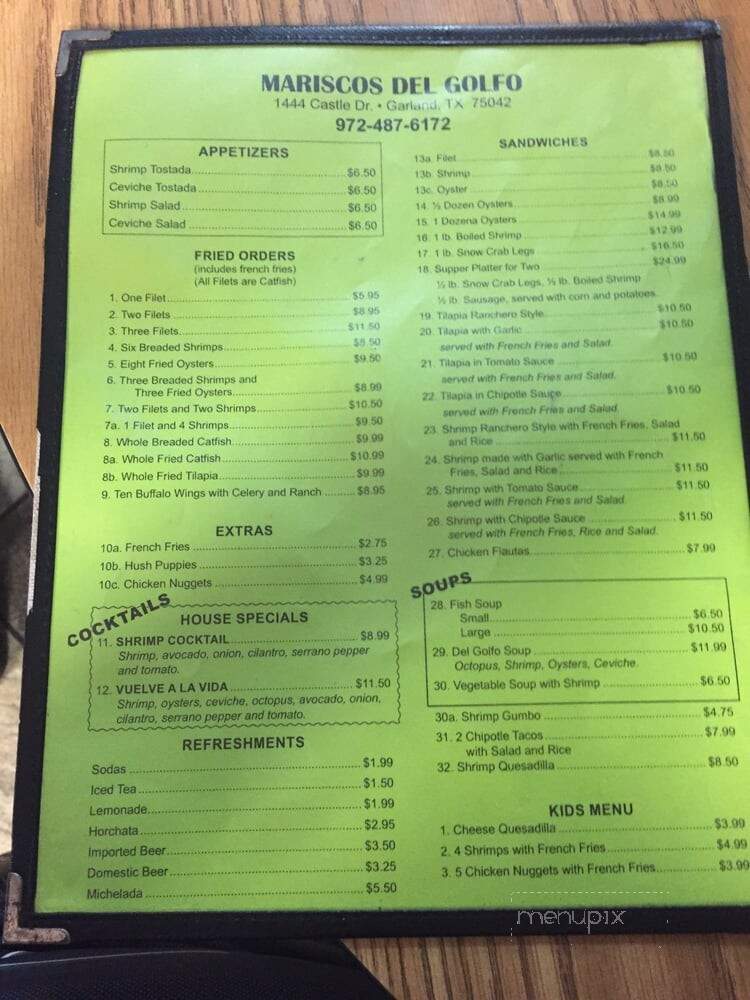 MARISCOS DEL GOLFO
1444 Castle Dr. • Garland, TX 75042
972-487-6172
APPETIZERS
Shrimp Tostada $6.50
Ceviche Tostada $6.50
Shrimp Salad $6.50
Ceviche Salad $6.50
FRIED ORDERS
(includes french fries)
(All Filets are Catfish)
1. One Filet $5.95
2. Two Filets $8.95
3. Three Filets $11.50
4. Six Breaded Shrimps $8.50
5. Eight Fried Oysters $9.50
6. Three Breaded Shrimps and
Three Fried Oysters $8.99
7. Two Filets and Two Shrimps $10.50
7a. 1 Filet and 4 Shrimps $9.50
8. Whole Breaded Catfish $9.99
8a. Whole Fried Catfish $10.99
8b. Whole Fried Tilapia $9.99
9. Ten Buffalo Wings with Celery and Ranch $8.95
EXTRAS
10a. French Fries $2.75
10b. Hush Puppies $3.25
10c. Chicken Nuggets $4.99
COCKTAILS
HOUSE SPECIALS
11. SHRIMP COCKTAIL $8.99
Shrimp, avocado, onion, cilantro, serrano pepper
and tomato.
12. VUELVE A LA VIDA $11.50
Shrimp, oysters, ceviche, octopus, avocado, onion,
cilantro, serrano pepper and tomato.
REFRESHMENTS
Sodas $1.99
Iced Tea $1.50
Lemonade $1.99
Horchata $2.95
Imported Beer $3.50
Domestic Beer $3.25
Michelada $5.50
SANDWICHES
13a. Filet $8.50
13b. Shrimp $8.50
13c. Oyster $8.50
14. ½ Dozen Oysters $8.99
15. 1 Dozena Oysters $14.99
16. 1 lb. Boiled Shrimp $12.99
17. 1 lb. Snow Crab Legs $16.50
18. Supper Platter for Two $24.99
½ lb. Snow Crab Legs, ½ lb. Boiled Shrimp
½ lb. Sausage, served with corn and potatoes
19. Tilapia Ranchero Style $10.50
20. Tilapia with Garlic $10.50
served with French Fries and Salad.
21. Tilapia in Tomato Sauce $10.50
served with French Fries and Salad.
22. Tilapia in Chipotle Sauce $10.50
served with French Fries and Salad.
23. Shrimp Ranchero Style with French Fries, Salad
and Rice $11.50
24. Shrimp made with Garlic served with French
Fries, Salad and Rice $11.50
25. Shrimp with Tomato Sauce $11.50
served with French Fries and Salad.
26. Shrimp with Chipotle Sauce $11.50
served with French Fries, Rice and Salad.
27. Chicken Flautas $7.99
SOUPS
28. Fish Soup
Small $6.50
Large $10.50
29. Del Golfo Soup $11.99
Octopus, Shrimp, Oysters, Ceviche.
30. Vegetable Soup with Shrimp $6.50
30a. Shrimp Gumbo $4.75
31. 2 Chipotle Tacos $7.99
with Salad and Rice
32. Shrimp Quesadilla $8.50
KIDS MENU
1. Cheese Quesadilla $3.99
2. 4 Shrimps with French Fries $4.99
3. 5 Chicken Nuggets with French Fries $3.99
menupix